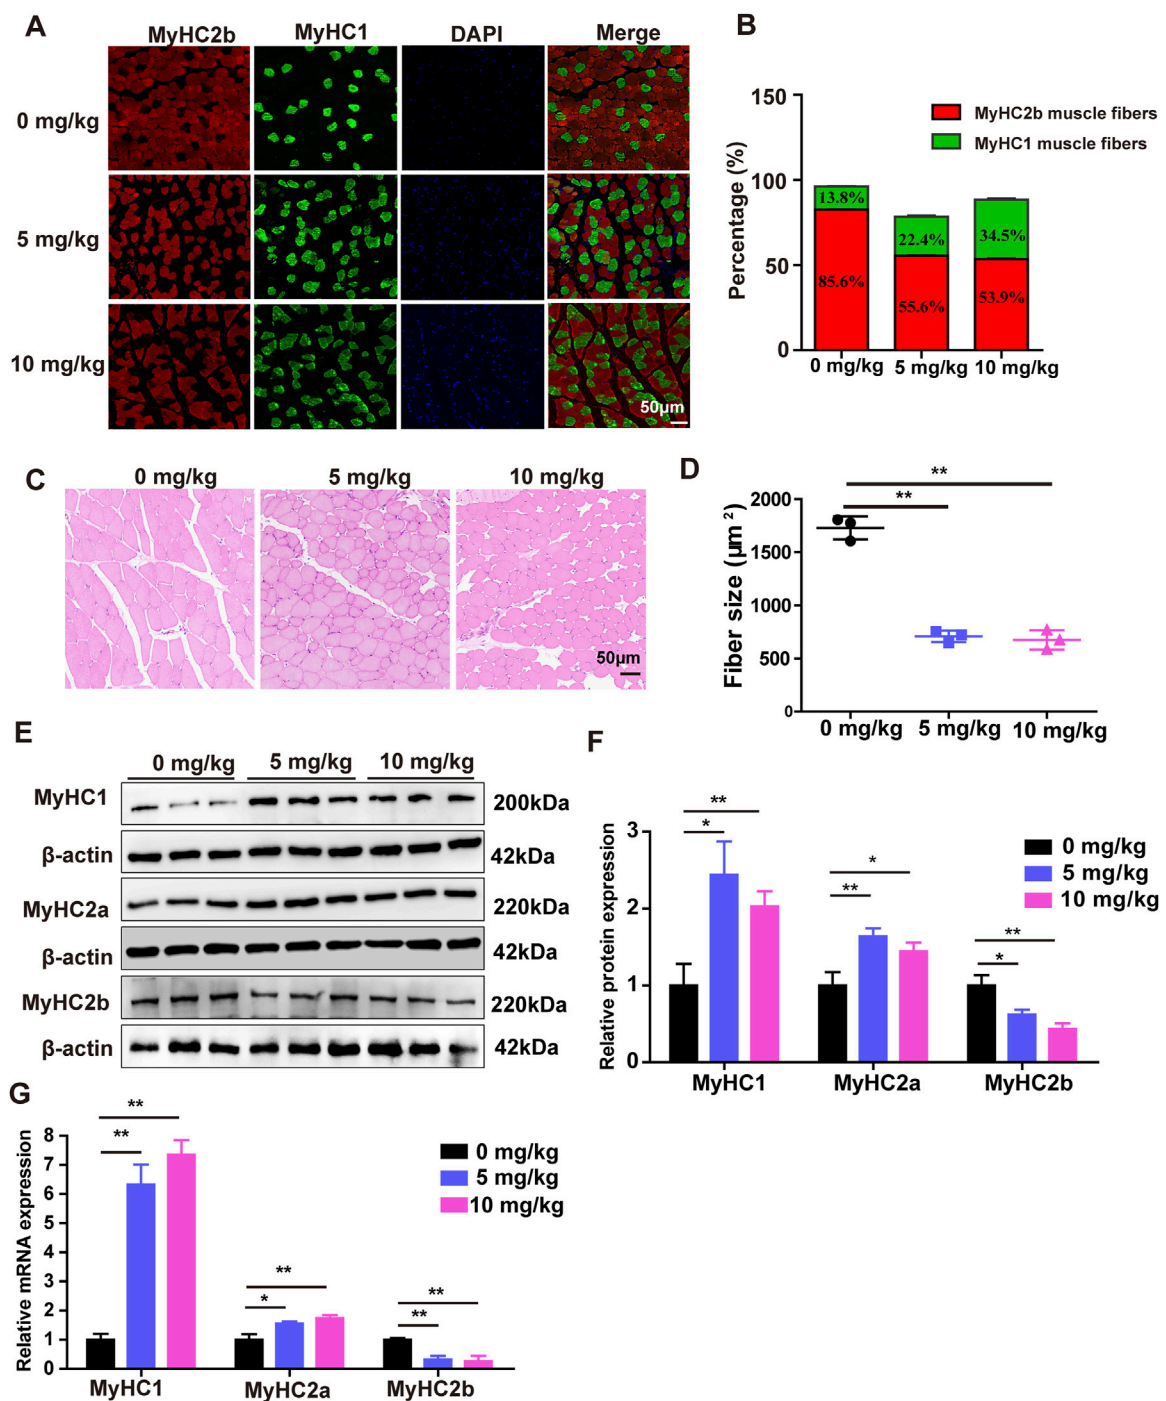 A
MyHC2b MyHC1 DAPI Merge
0 mg/kg
5 mg/kg
10 mg/kg
50μm
B
Percentage (%)
150
100
50
0
MyHC2b muscle fibers
MyHC1 muscle fibers
13.8%
85.6%
22.4%
55.6%
34.5%
53.9%
0 mg/kg 5 mg/kg 10 mg/kg
C
0 mg/kg 5 mg/kg 10 mg/kg
50μm
D
Fiber size (μm²)
2000
1500
1000
500
0
**
**
0 mg/kg 5 mg/kg 10 mg/kg
E
0 mg/kg 5 mg/kg 10 mg/kg
MyHC1 200kDa
β-actin 42kDa
MyHC2a 220kDa
β-actin 42kDa
MyHC2b 220kDa
β-actin 42kDa
F
Relative protein expression
3
2
1
0
**
*
*
**
**
*
0 mg/kg
5 mg/kg
10 mg/kg
MyHC1 MyHC2a MyHC2b
G
Relative mRNA expression
8
7
6
5
4
3
2
1
0
**
**
**
*
**
**
0 mg/kg
5 mg/kg
10 mg/kg
MyHC1 MyHC2a MyHC2b